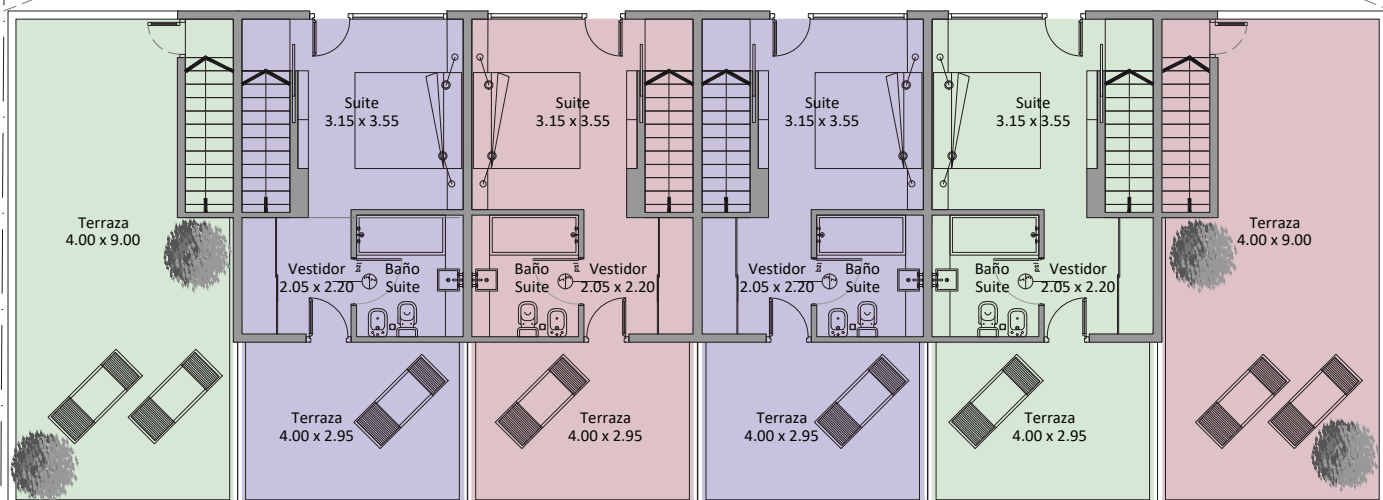 Suite
3.15 x 3.55
Suite
3.15 x 3.55
Suite
3.15 x 3.55
Suite
3.15 x 3.55
Terraza
4.00 x 9.00
Terraza
4.00 x 9.00
Vestidor
2.05 x 2.20
Baño
Suite
Baño
Suite
Vestidor
2.05 x 2.20
Vestidor
2.05 x 2.20
Baño
Suite
Baño
Suite
Vestidor
2.05 x 2.20
Terraza
4.00 x 2.95
Terraza
4.00 x 2.95
Terraza
4.00 x 2.95
Terraza
4.00 x 2.95